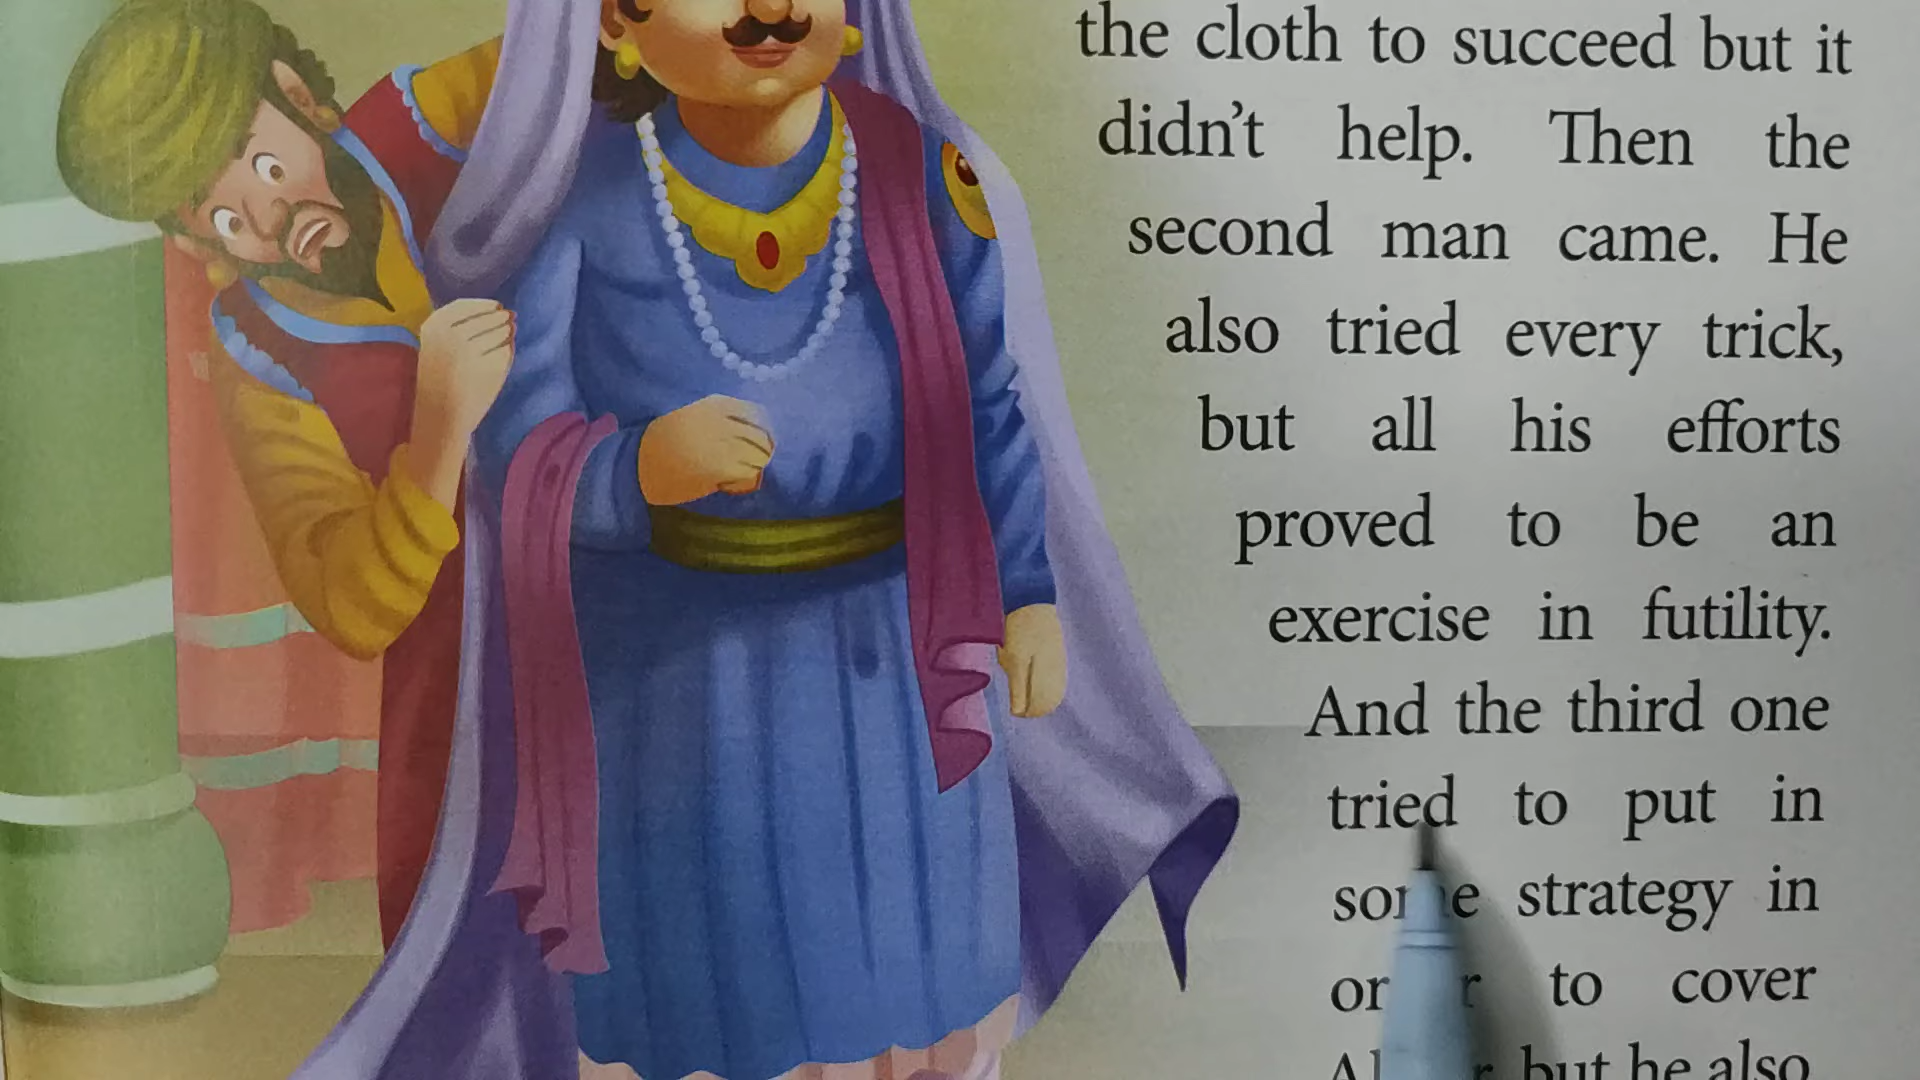 the cloth to succeed but it
didn't help. Then the
second man came. He
also tried every trick,
but all his efforts
proved to be an
exercise in futility.
And the third one
tried to put in
some strategy in
to cover
but he also